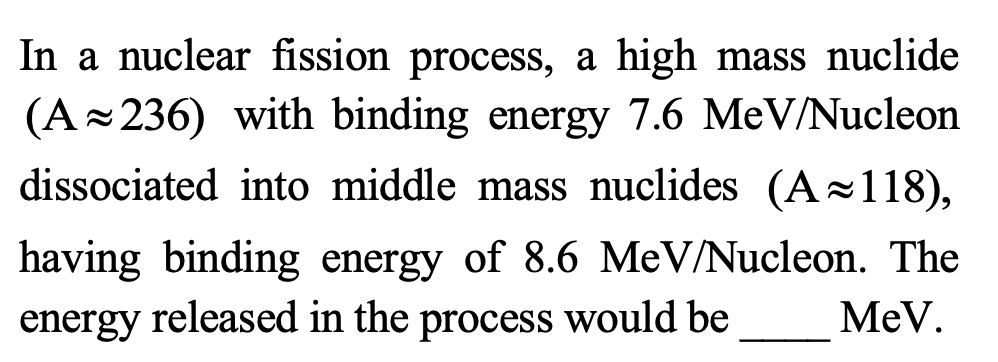 In a nuclear fission process, a high mass nuclide
(A≈236) with binding energy 7.6 MeV/Nucleon
dissociated into middle mass nuclides (A≈118),
having binding energy of 8.6 MeV/Nucleon. The
energy released in the process would be ____ MeV.